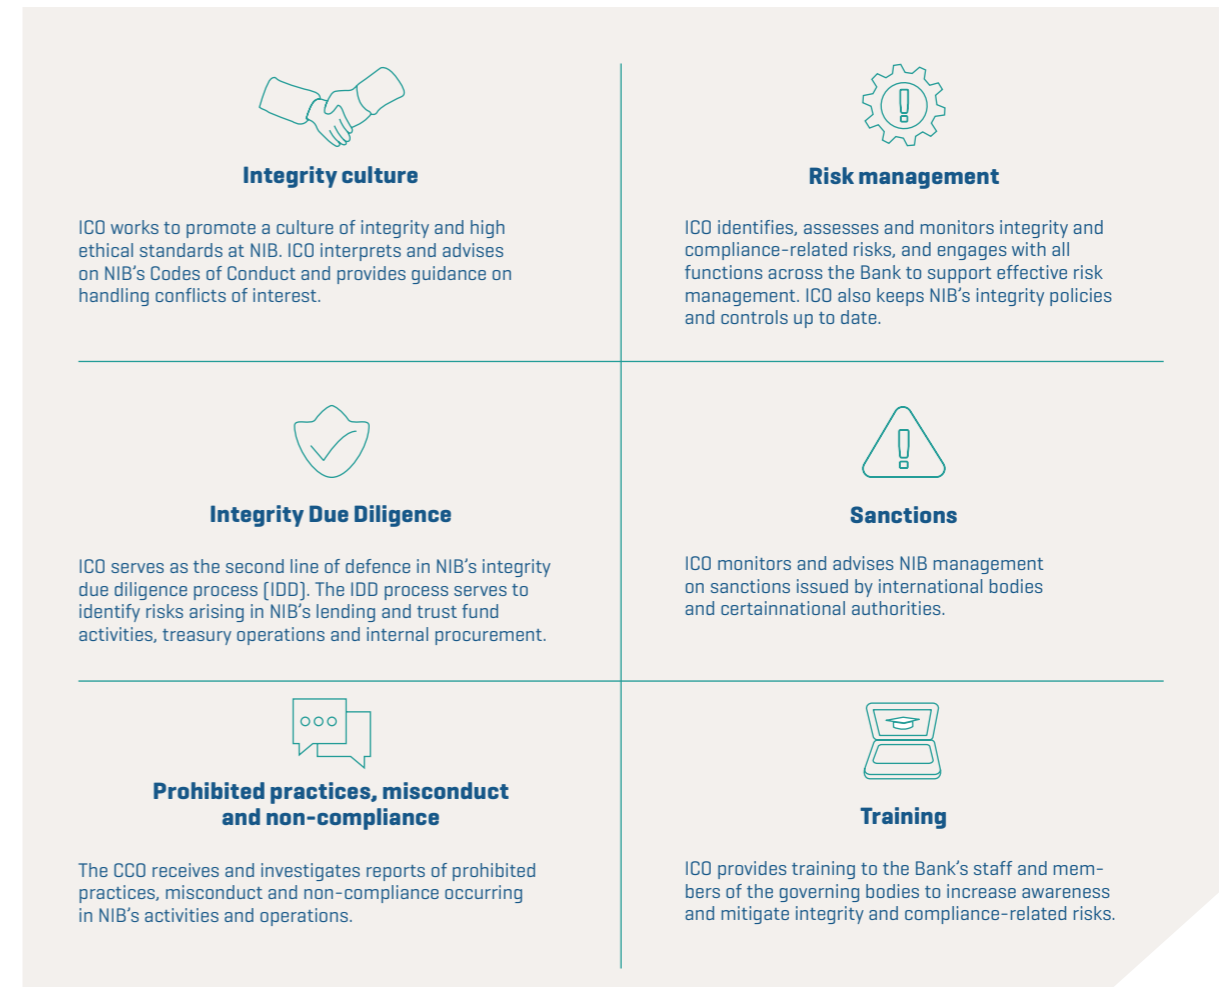 Integrity culture
ICO works to promote a culture of integrity and high
ethical standards at NIB. ICO interprets and advises
on NIB's Codes of Conduct and provides guidance on
handling conflicts of interest.
Risk management
ICO identifies, assesses and monitors integrity and
compliance-related risks, and engages with all
functions across the Bank to support effective risk
management. ICO also keeps NIB's integrity policies
and controls up to date.
Integrity Due Diligence
ICO serves as the second line of defence in NIB's integrity
due diligence process (IDD). The IDD process serves to
identify risks arising in NIB's lending and trust fund
activities, treasury operations and internal procurement.
Sanctions
ICO monitors and advises NIB management
on sanctions issued by international bodies
and certainnational authorities.
Prohibited practices, misconduct
and non-compliance
The CCO receives and investigates reports of prohibited
practices, misconduct and non-compliance occurring
in NIB's activities and operations.
Training
ICO provides training to the Bank's staff and mem-
bers of the governing bodies to increase awareness
and mitigate integrity and compliance-related risks.